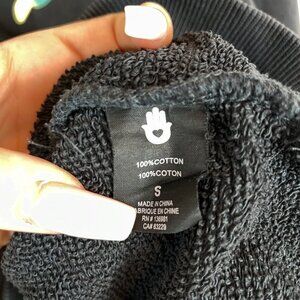 100%COTTON
100%COTON
S
MADE IN CHINA
FABRIQUE EN CHINE
RN # 136981
CA# 63229